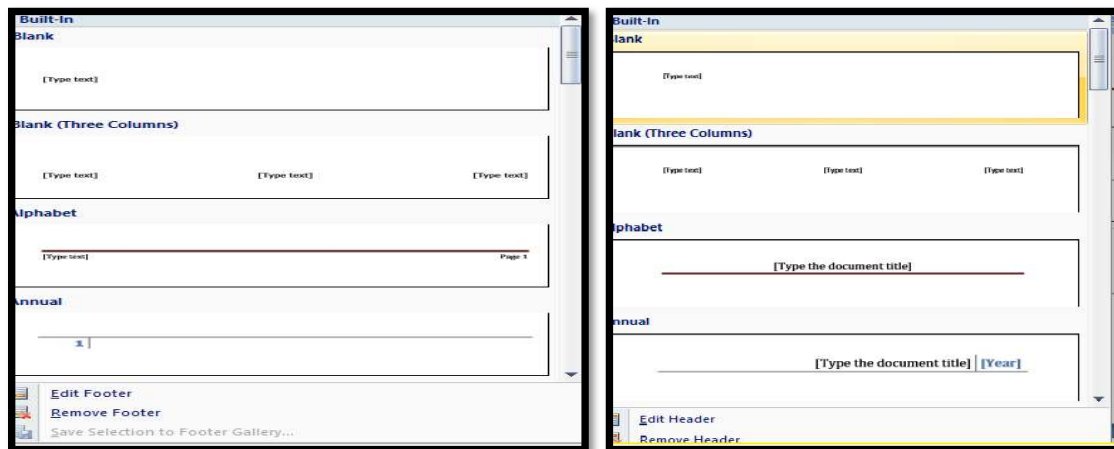 Built-In
Blank
[Type text]
Blank (Three Columns)
[Type text] [Type text] [Type text]
Alphabet
[Type text] Page 1
Annual
1
Edit Footer
Remove Footer
Save Selection to Footer Gallery...
Built-In
lank
[Type text]
lank (Three Columns)
[Type text] [Type text] [Type text]
lphabet
[Type the document title]
nnual
[Type the document title] [Year]
Edit Header
Remove Header